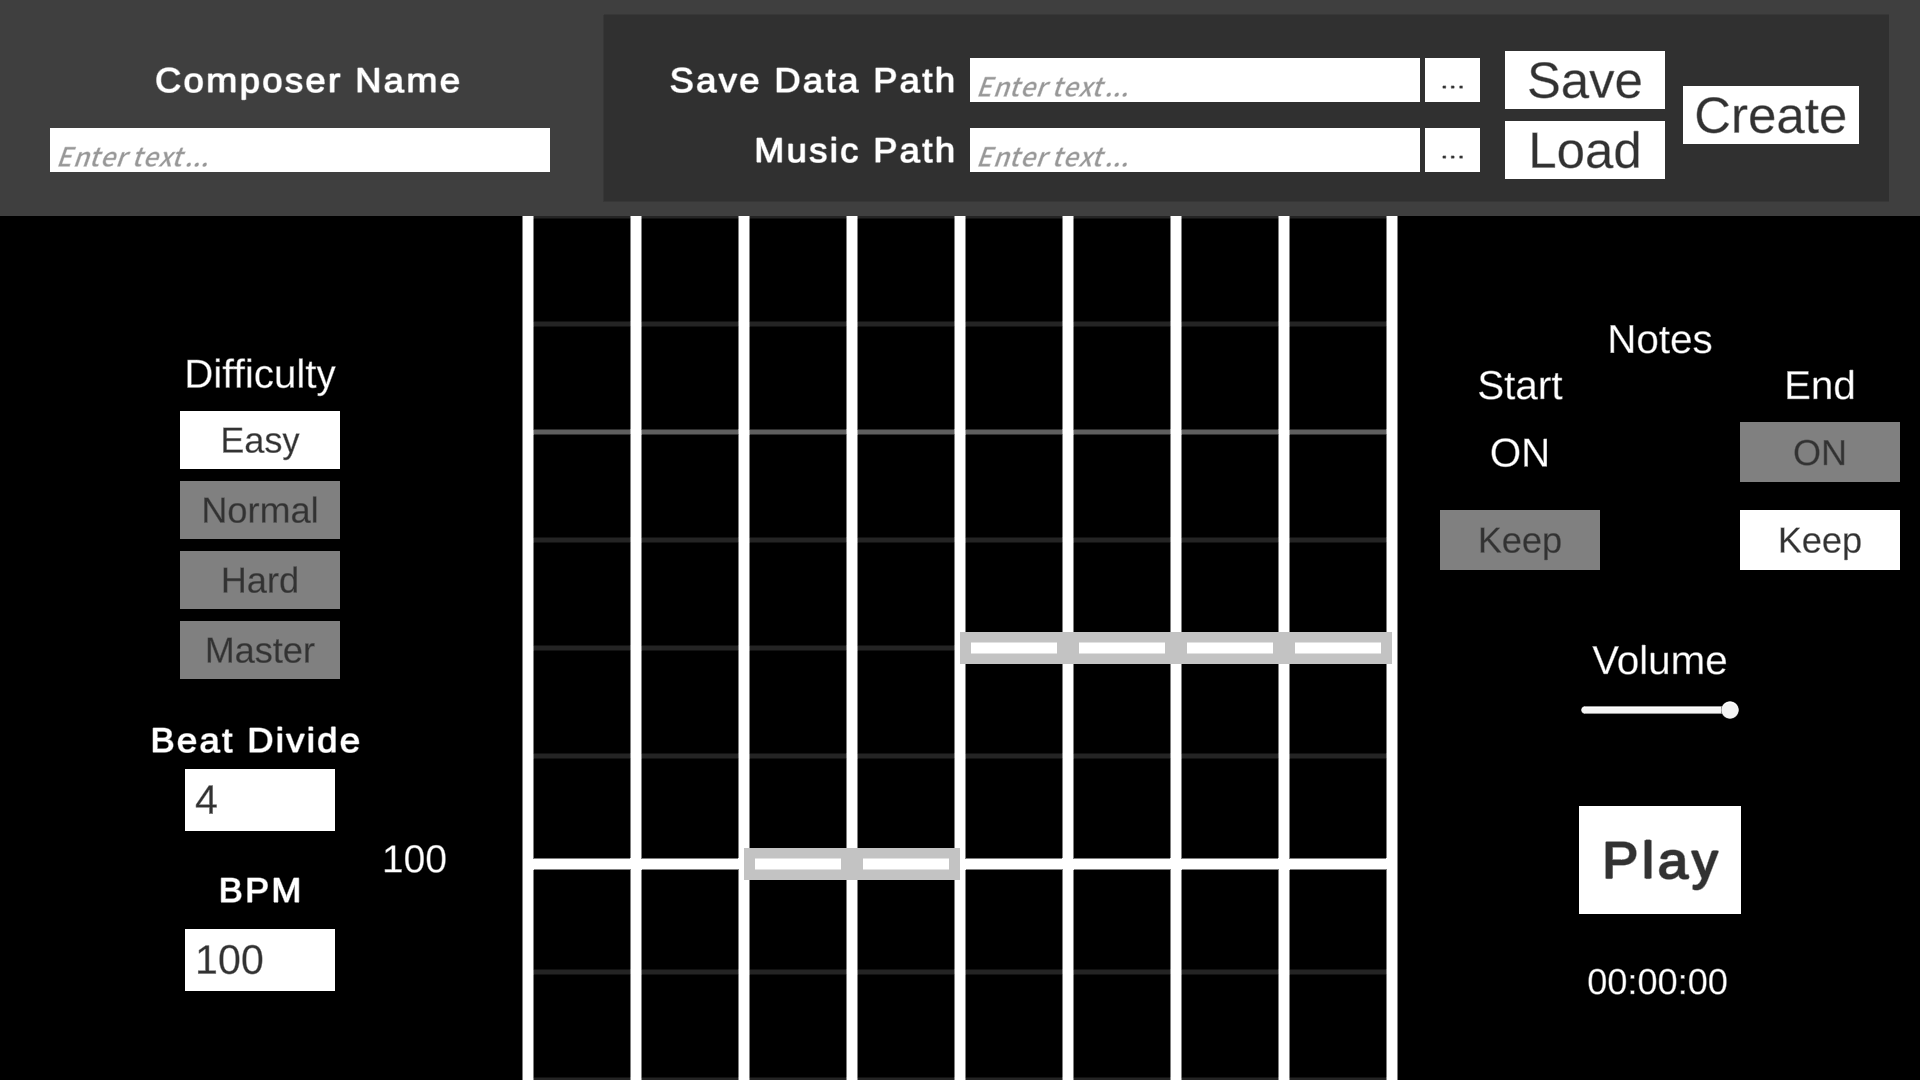 Composer Name
Enter text...
Save Data Path
Enter text...
...
Music Path
Enter text...
...
Save
Load
Create
Difficulty
Easy
Normal
Hard
Master
Beat Divide
4
BPM
100
100
Notes
Start
End
ON
ON
Keep
Keep
Volume
Play
00:00:00